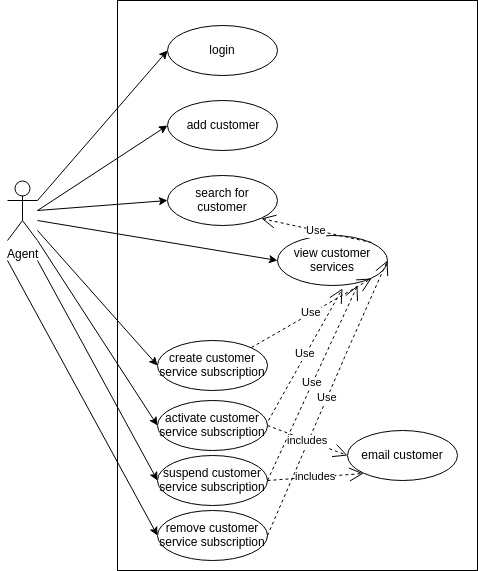 login
add customer
search for
customer
Use
view customer
services
Agent
Use
create customer
service subscription
Use
Use
Use
activate customer
service subscription
includes
email customer
suspend customer
service subscription
includes
remove customer
service subscription